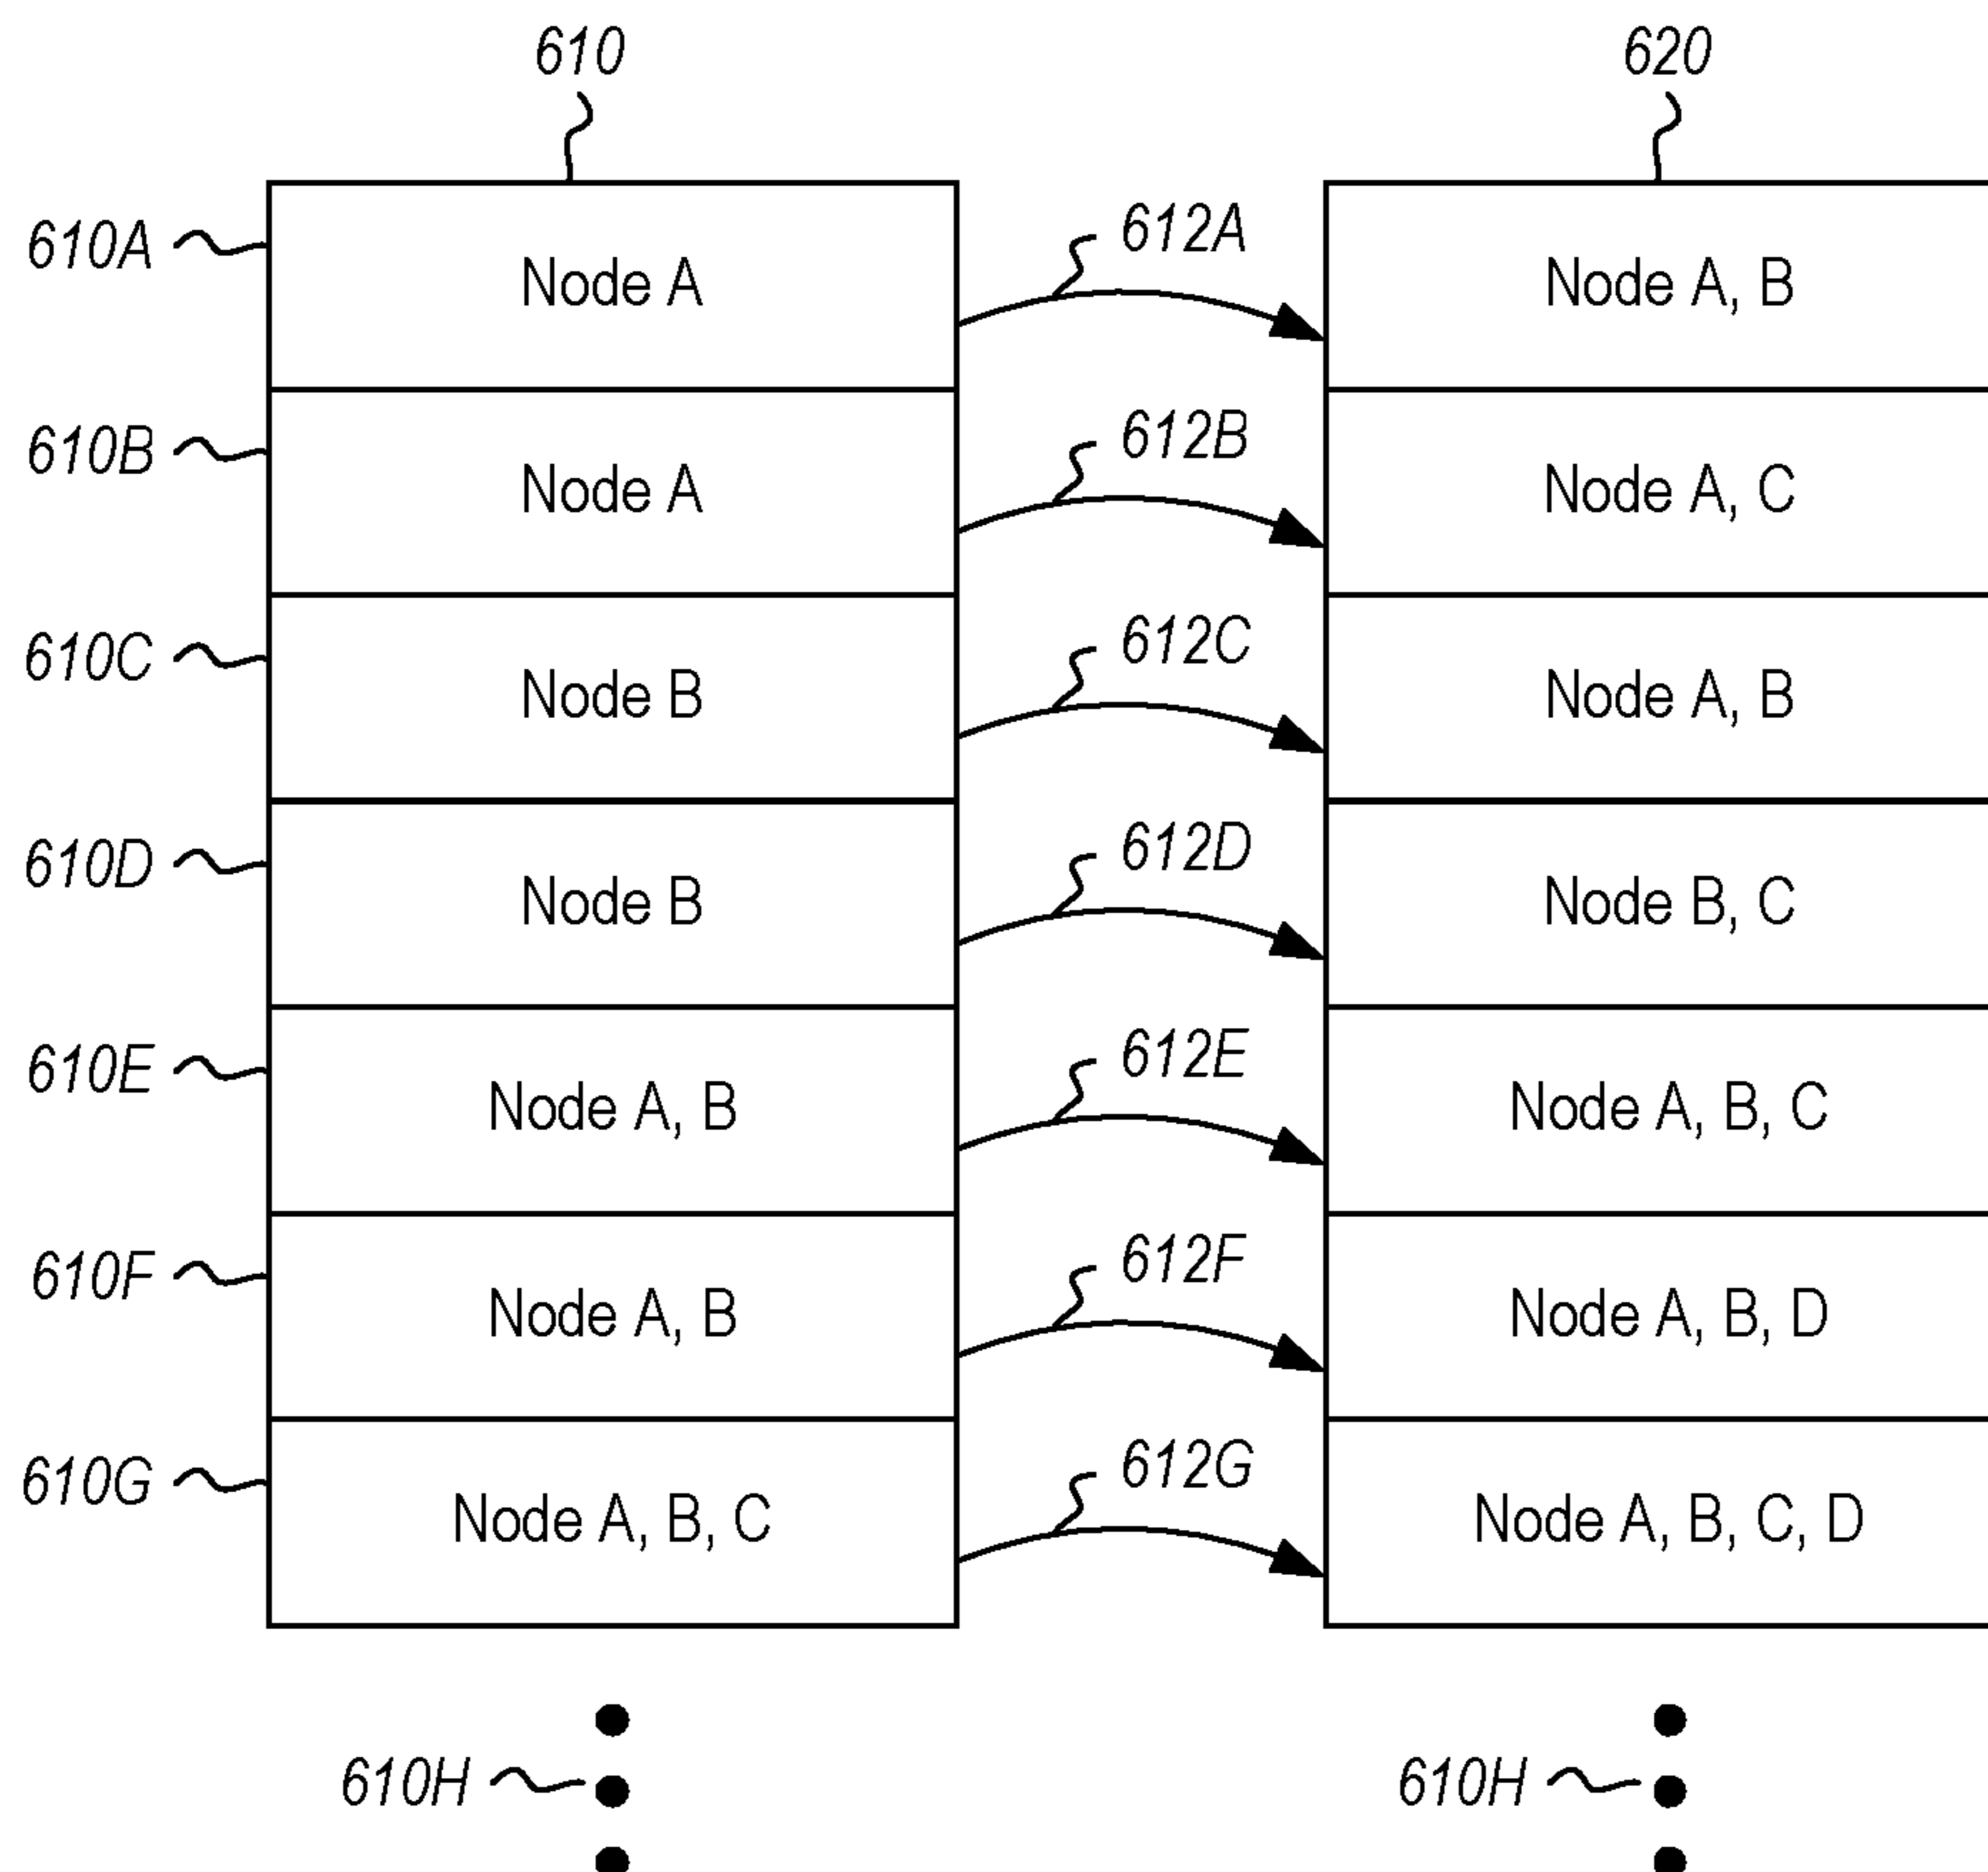 610
620
610A
Node A
612A
Node A, B
610B
Node A
612B
Node A, C
610C
Node B
612C
Node A, B
610D
Node B
612D
Node B, C
610E
Node A, B
612E
Node A, B, C
610F
Node A, B
612F
Node A, B, D
610G
Node A, B, C
612G
Node A, B, C, D
610H
610H